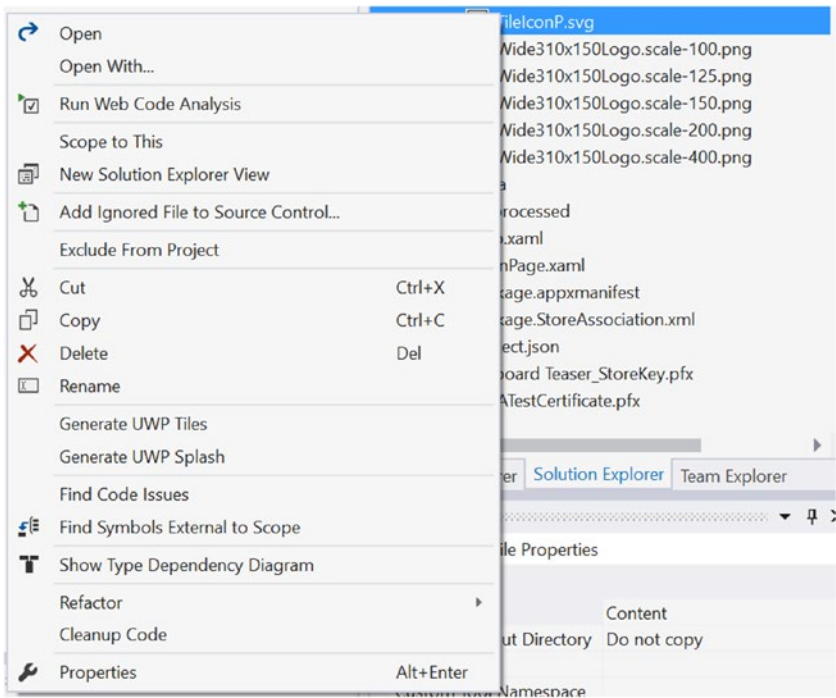 Open
Open With...
Run Web Code Analysis
Scope to This
New Solution Explorer View
Add Ignored File to Source Control...
Exclude From Project
Cut Ctrl+X
Copy Ctrl+C
Delete Del
Rename
Generate UWP Tiles
Generate UWP Splash
Find Code Issues
Find Symbols External to Scope
Show Type Dependency Diagram
Refactor
Cleanup Code
Properties Alt+Enter
TileIconP.svg
Wide310x150Logo.scale-100.png
Wide310x150Logo.scale-125.png
Wide310x150Logo.scale-150.png
Wide310x150Logo.scale-200.png
Wide310x150Logo.scale-400.png
a
rocessed
.xaml
nPage.xaml
kage.appxmanifest
kage.StoreAssociation.xml
ect.json
board Teaser_StoreKey.pfx
ATestCertificate.pfx
er Solution Explorer Team Explorer
ile Properties
Content
ut Directory Do not copy
Custom Tool Namespace